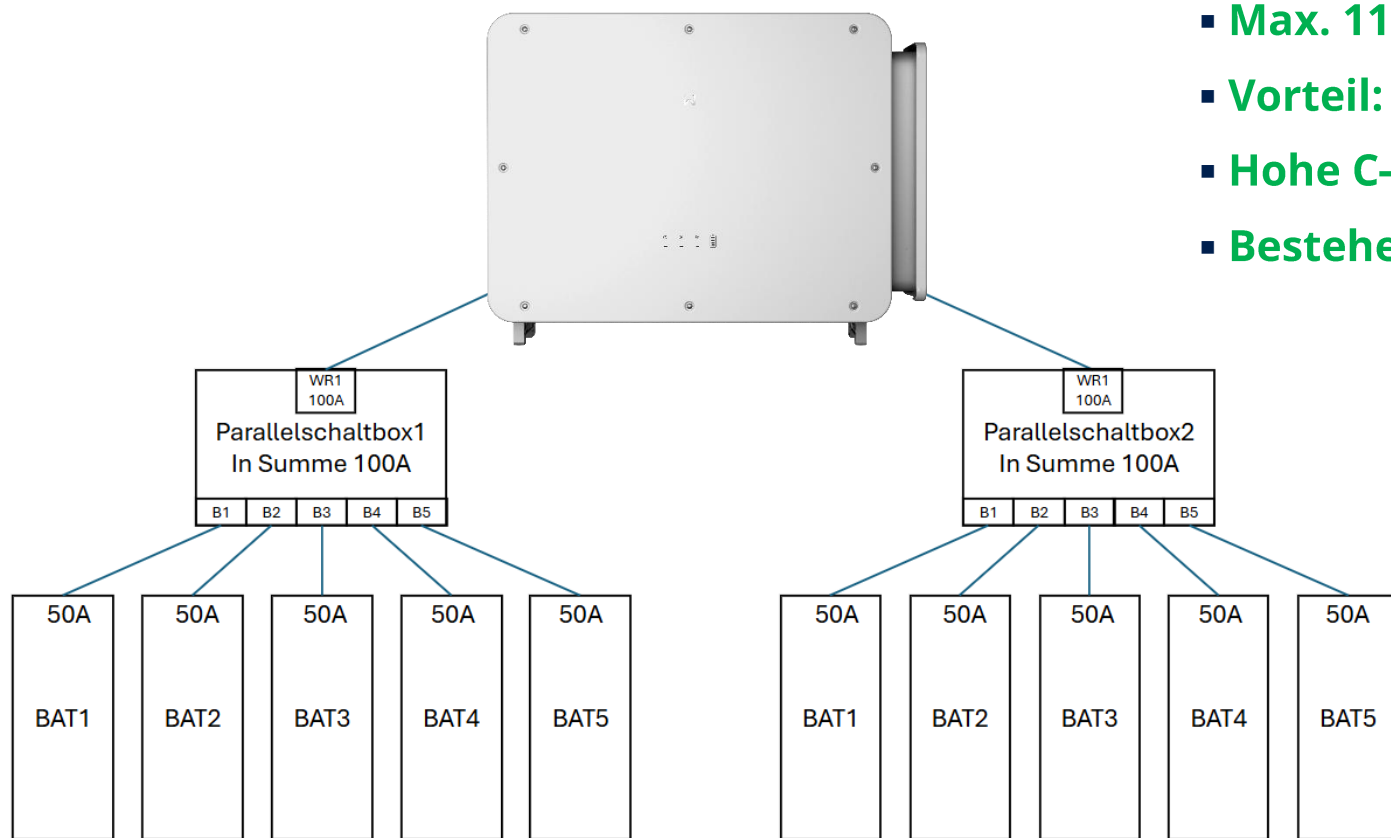 ▪ Max. 11
▪ Vorteil:
▪ Hohe C-
▪ Bestehe
WR1
100A
Parallelschaltbox1
In Summe 100A
B1 B2 B3 B4 B5
WR1
100A
Parallelschaltbox2
In Summe 100A
B1 B2 B3 B4 B5
50A 50A 50A 50A 50A
BAT1 BAT2 BAT3 BAT4 BAT5
50A 50A 50A 50A 50A
BAT1 BAT2 BAT3 BAT4 BAT5